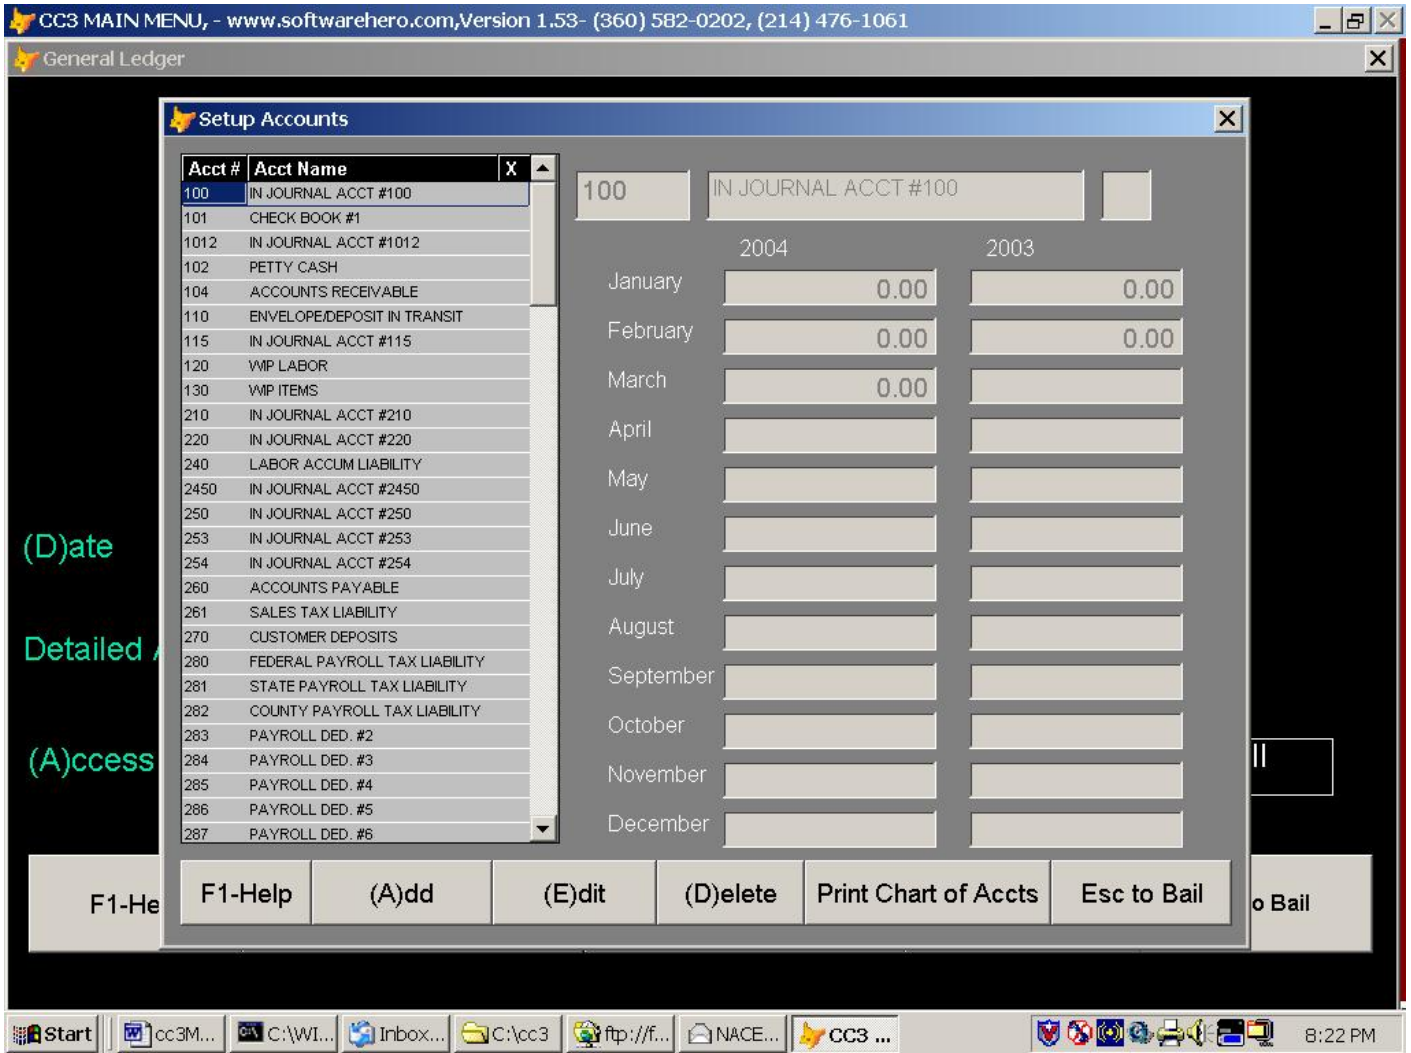 CC3 MAIN MENU, - www.softwarehero.com,Version 1.53- (360) 582-0202, (214) 476-1061
General Ledger
Setup Accounts
Acct # Acct Name X
100 IN JOURNAL ACCT #100
101 CHECK BOOK #1
1012 IN JOURNAL ACCT #1012
102 PETTY CASH
104 ACCOUNTS RECEIVABLE
110 ENVELOPE/DEPOSIT IN TRANSIT
115 IN JOURNAL ACCT #115
120 WIP LABOR
130 WIP ITEMS
210 IN JOURNAL ACCT #210
220 IN JOURNAL ACCT #220
240 LABOR ACCUM LIABILITY
2450 IN JOURNAL ACCT #2450
250 IN JOURNAL ACCT #250
253 IN JOURNAL ACCT #253
254 IN JOURNAL ACCT #254
260 ACCOUNTS PAYABLE
261 SALES TAX LIABILITY
270 CUSTOMER DEPOSITS
280 FEDERAL PAYROLL TAX LIABILITY
281 STATE PAYROLL TAX LIABILITY
282 COUNTY PAYROLL TAX LIABILITY
283 PAYROLL DED. #2
284 PAYROLL DED. #3
285 PAYROLL DED. #4
286 PAYROLL DED. #5
287 PAYROLL DED. #6
100 IN JOURNAL ACCT #100
2004 2003
January 0.00 0.00
February 0.00 0.00
March 0.00
April
May
June
July
August
September
October
November
December
(D)ate
Detailed
(A)ccess
ll
F1-Help (A)dd (E)dit (D)elete Print Chart of Accts Esc to Bail
F1-He o Bail
Start cc3M... C:\WI... Inbox... C:\cc3 ftp://f... NACE... CC3 ... 8:22 PM